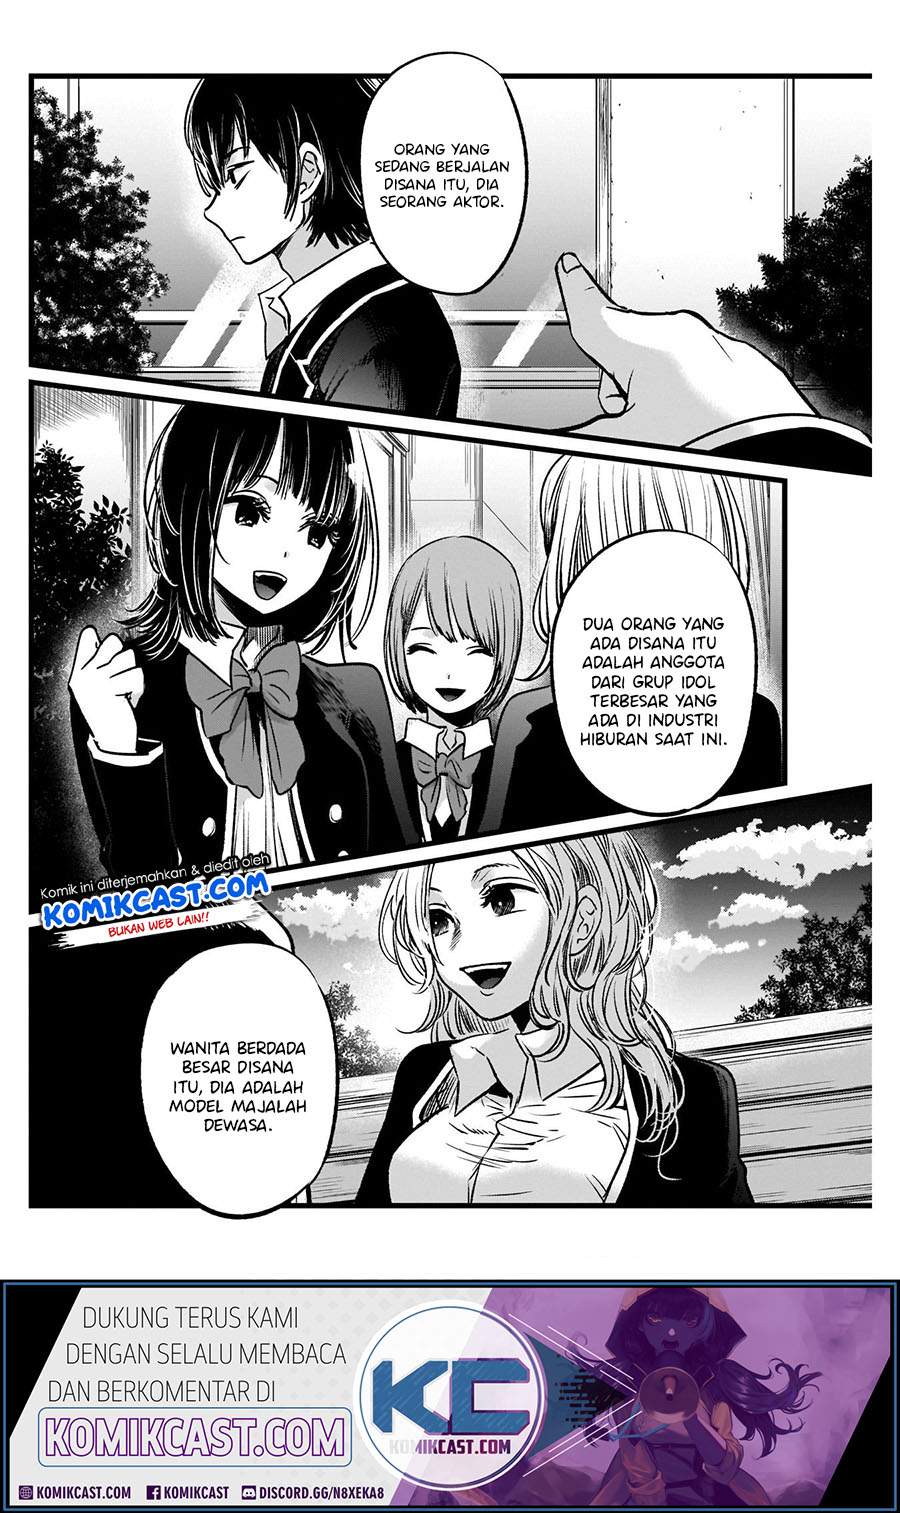 ORANG YANG
SEDANG BERJALAN
DISANA ITU, DIA
SEORANG AKTOR.
DUA ORANG YANG
ADA DISANA ITU
ADALAH ANGGOTA
DARI GRUP IDOL
TERBESAR YANG
ADA DI INDUSTRI
HIBURAN SAAT INI.
Komik ini diterjemahkan & diedit oleh
KOMIKCAST.COM
BUKAN WEB LAIN!!
WANITA BERDADA
BESAR DISANA
ITU, DIA ADALAH
MODEL MAJALAH
DEWASA.
DUKUNG TERUS KAMI
DENGAN SELALU MEMBACA
DAN BERKOMENTAR DI
KOMIKCAST.COM
KC
KOMIKCAST.COM
KOMIKCAST.COM KOMIKCAST DISCORD.GG/N8XEKA8